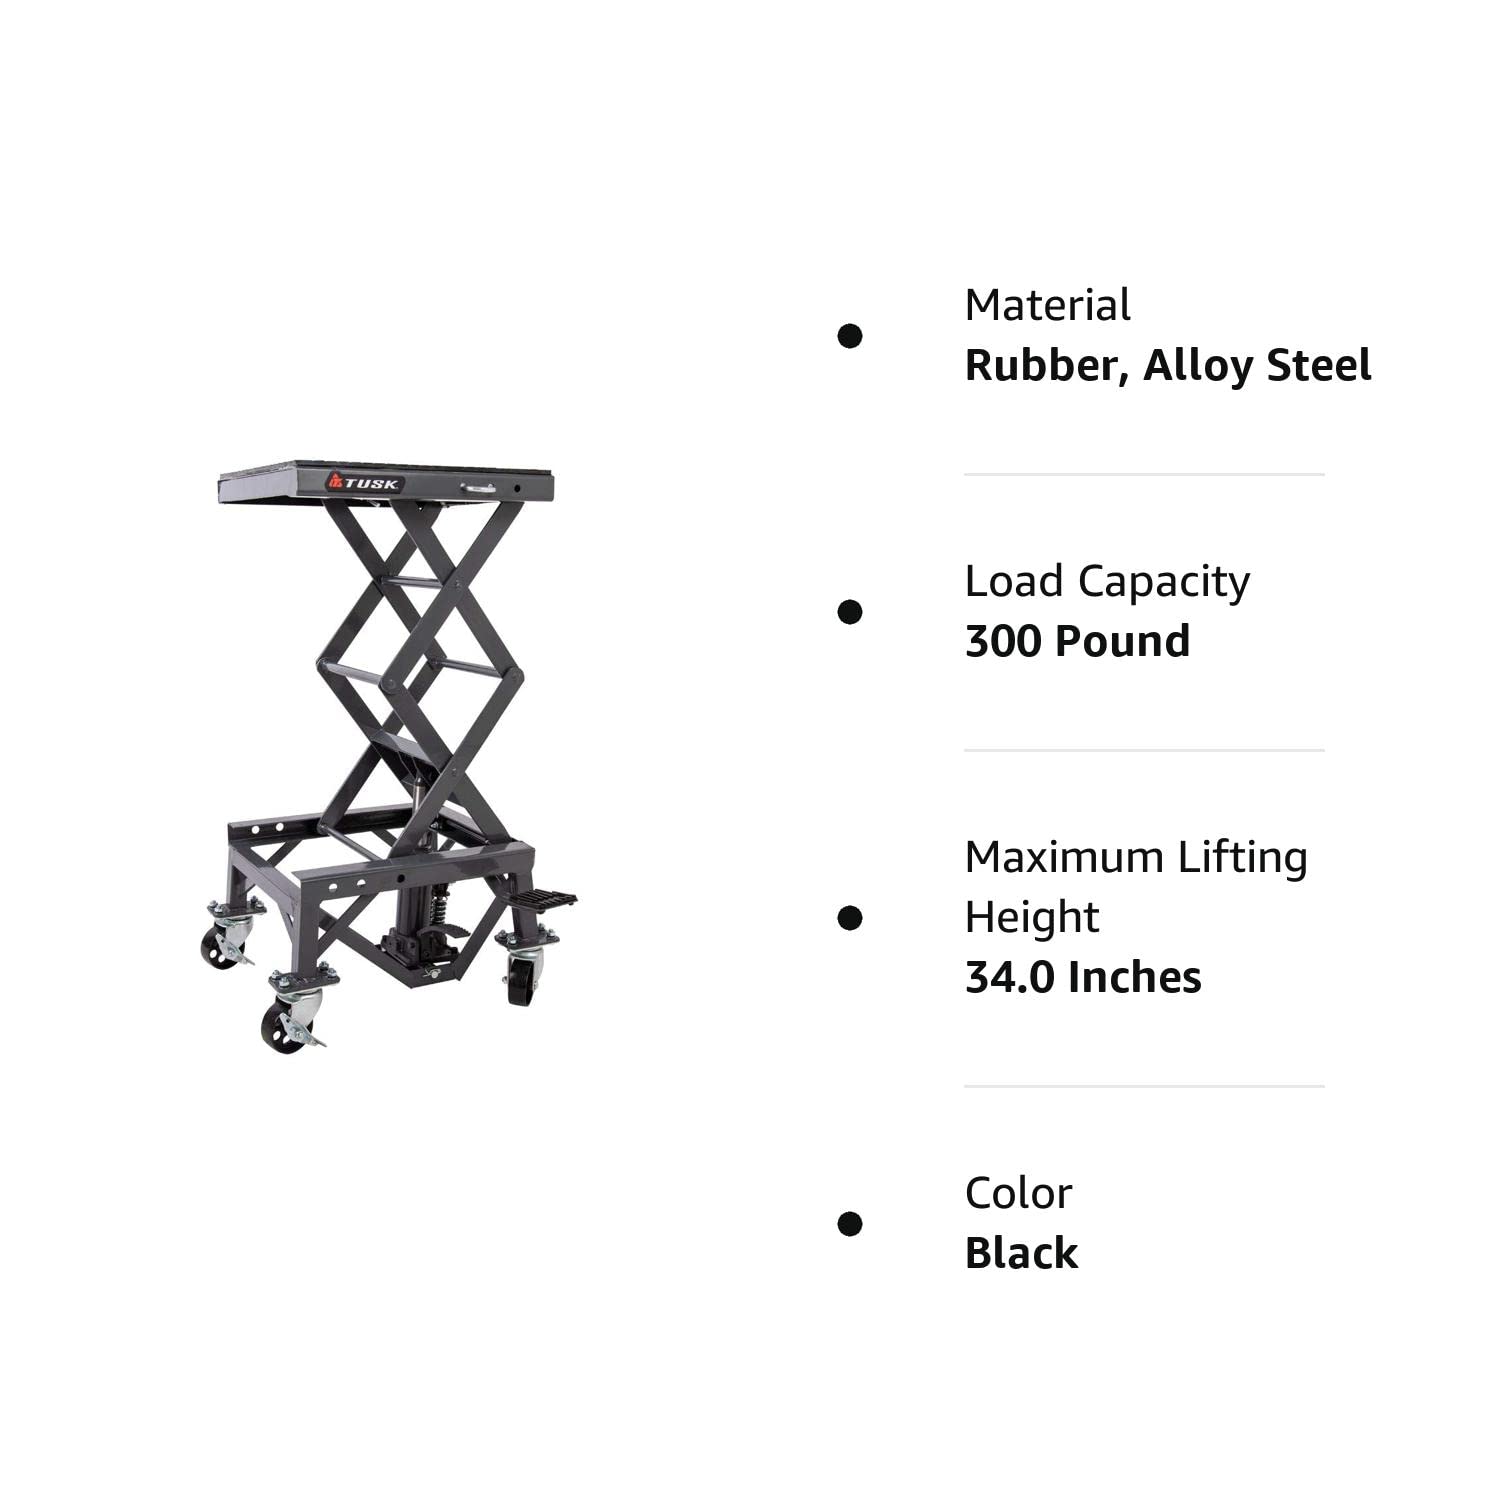 TUSK
Material
Rubber, Alloy Steel
Load Capacity
300 Pound
Maximum Lifting
Height
34.0 Inches
Color
Black